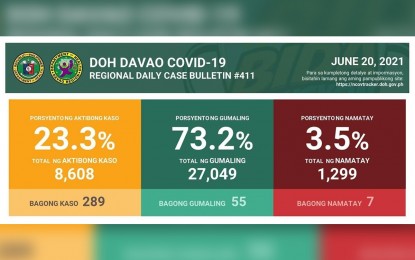 DOH DAVAO COVID-19
REGIONAL DAILY CASE BULLETIN #411
JUNE 20, 2021
Para sa kumpletong detalye at impormasyon,
bisitahin lamang ang aming pampublikong site:
https://ncovtracker.doh.gov.ph
PORSYENTO NG AKTIBONG KASO
23.3%
TOTAL NG AKTIBONG KASO
8,608
BAGONG KASO 289
PORSYENTO NG GUMALING
73.2%
TOTAL NG GUMALING
27,049
BAGONG GUMALING 55
PORSYENTO NG NAMATAY
3.5%
TOTAL NG NAMATAY
1,299
BAGONG NAMATAY 7